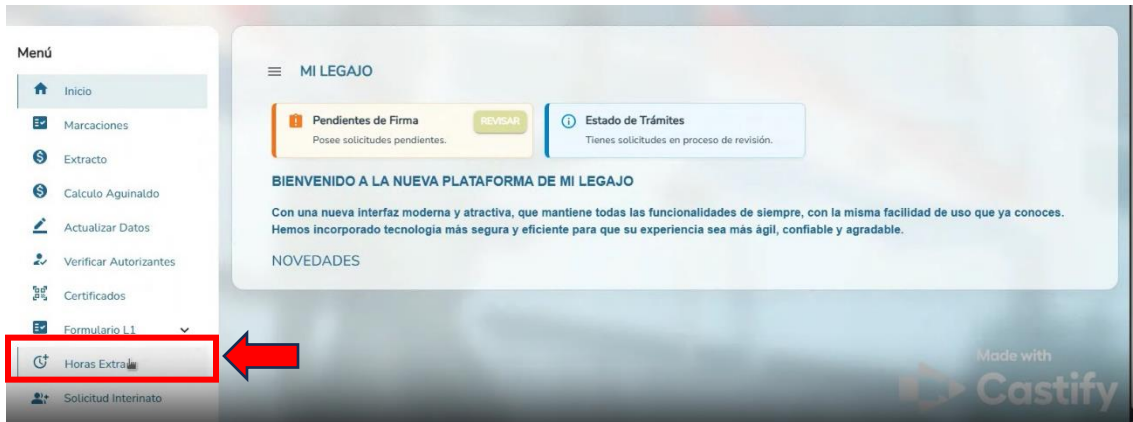 Menú
Inicio
Marcaciones
Extracto
Calculo Aguinaldo
Actualizar Datos
Verificar Autorizantes
Certificados
Formulario L1
Horas Extra
Solicitud Interinato
MI LEGAJO
Pendientes de Firma
REVISAR
Posee solicitudes pendientes.
Estado de Trámites
Tienes solicitudes en proceso de revisión.
BIENVENIDO A LA NUEVA PLATAFORMA DE MI LEGAJO
Con una nueva interfaz moderna y atractiva, que mantiene todas las funcionalidades de siempre, con la misma facilidad de uso que ya conoces.
Hemos incorporado tecnología más segura y eficiente para que su experiencia sea más ágil, confiable y agradable.
NOVEDADES
Made with
Castify